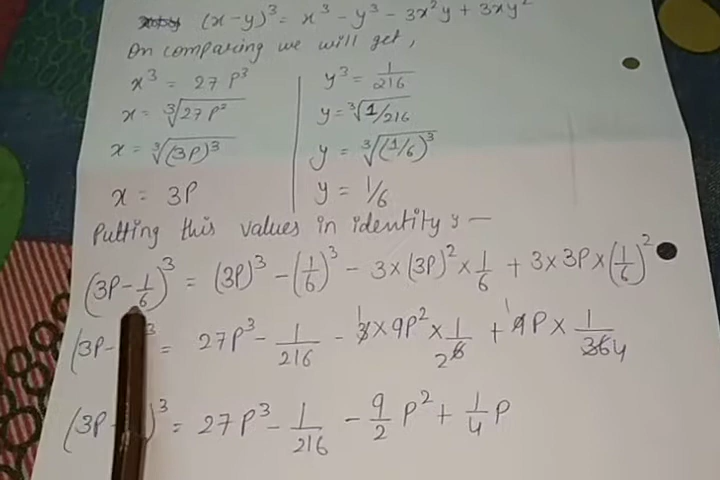 (x-y)³ = x³ - y³ - 3x²y + 3xy²
On comparing we will get,
x³ = 27P³ | y³ = 1/216
x = ∛27P² | y = ∛1/216
x = ∛(3P)³ | y = ∛(1/6)³
x = 3P | y = 1/6
Putting this values in identity :-
(3P - 1/6)³ = (3P)³ - (1/6)³ - 3 × (3P)² × 1/6 + 3 × 3P × (1/6)²
(3P - ³ = 27P³ - 1/216 - 3 × 9P² × 1/6 2 + 9P × 1/36 4
(3P - )³ = 27P³ - 1/216 - 9/2 P² + 1/4 P